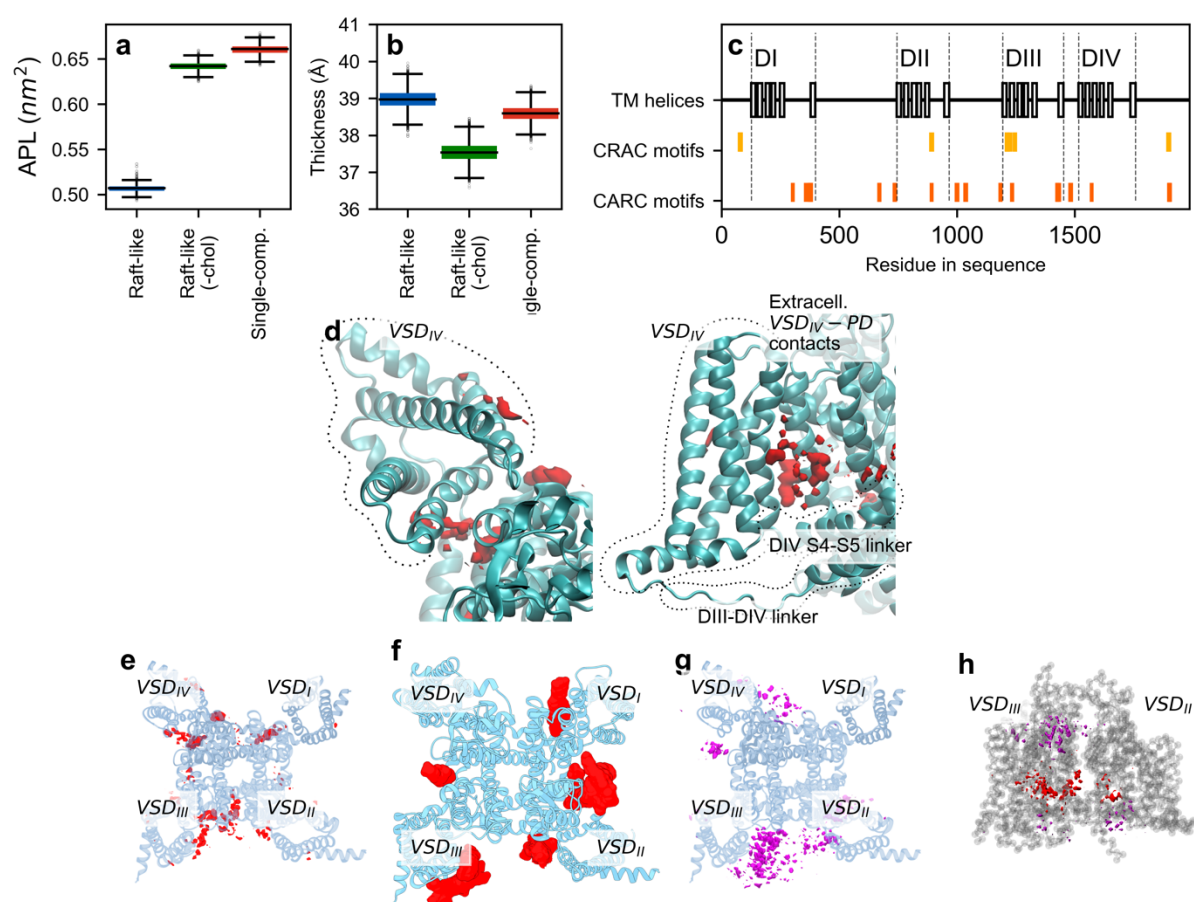 a
APL (nm²)
0.65
0.60
0.55
0.50
Raft-like
Raft-like
(-chol)
Single-comp.
b
Thickness (Å)
41
40
39
38
37
36
Raft-like
Raft-like
(-chol)
gle-comp.
c
DI
DII
DIII
DIV
TM helices
CRAC motifs
CARC motifs
0
500
1000
1500
Residue in sequence
d
VSD_IV
VSD_IV
Extracell.
VSD_IV – PD
contacts
DIV S4-S5 linker
DIII-DIV linker
e
VSD_IV
VSD_I
VSD_III
VSD_II
f
VSD_IV
VSD_I
VSD_III
VSD_II
g
VSD_IV
VSD_I
VSD_III
VSD_II
h
VSD_III
VSD_II